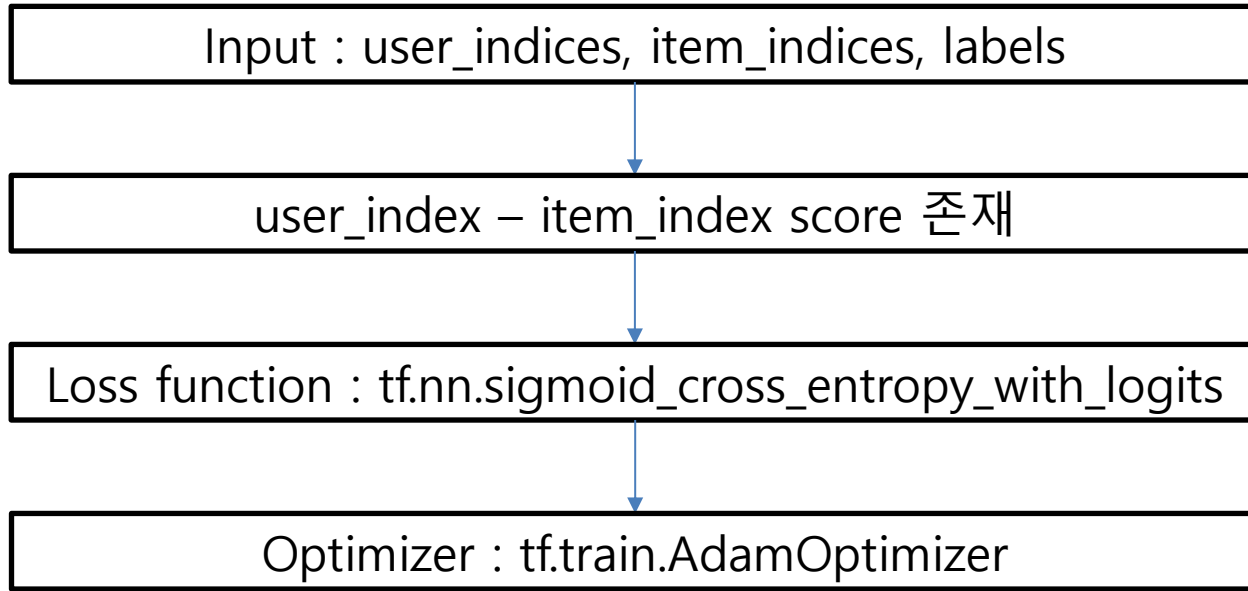 Input : user_indices, item_indices, labels
user_index – item_index score 존재
Loss function : tf.nn.sigmoid_cross_entropy_with_logits
Optimizer : tf.train.AdamOptimizer